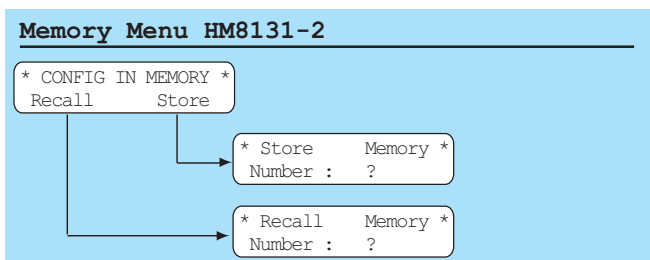 Memory Menu HM8131-2
* CONFIG IN MEMORY *
Recall Store
* Store Memory *
Number : ?
* Recall Memory *
Number : ?